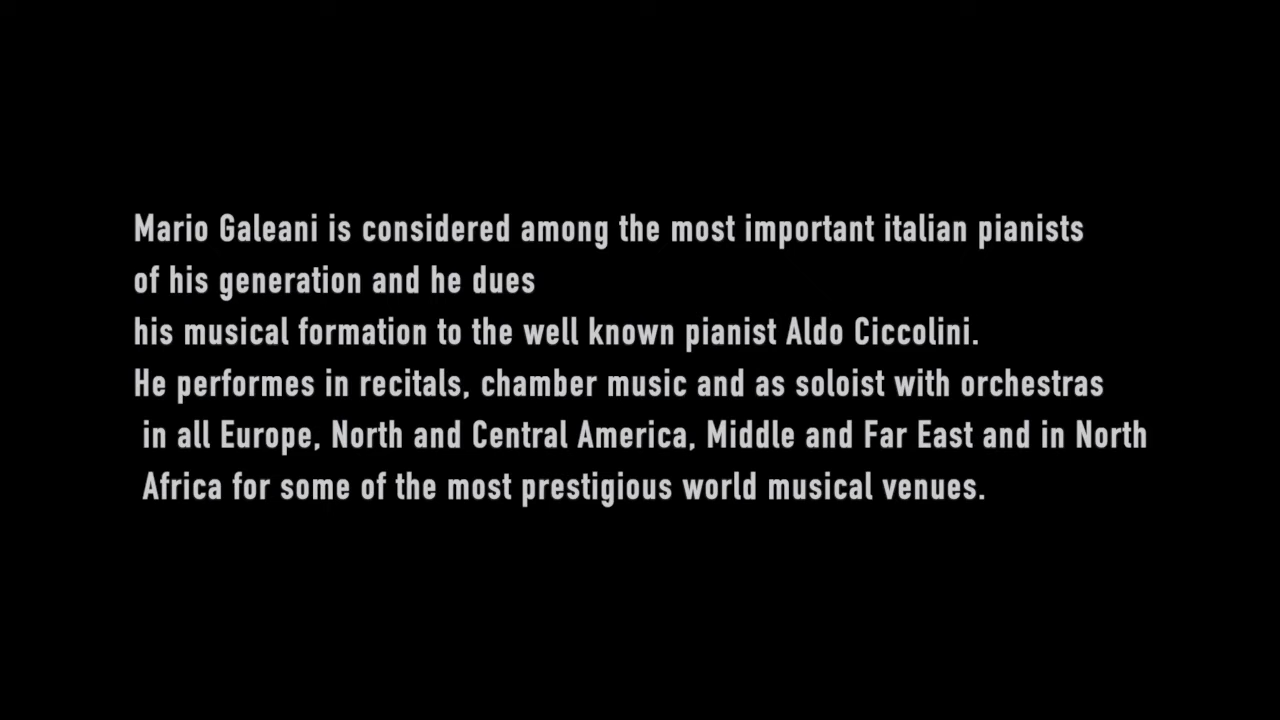 Mario Galeani is considered among the most important italian pianists
of his generation and he dues
his musical formation to the well known pianist Aldo Ciccolini.
He performes in recitals, chamber music and as soloist with orchestras
in all Europe, North and Central America, Middle and Far East and in North
Africa for some of the most prestigious world musical venues.